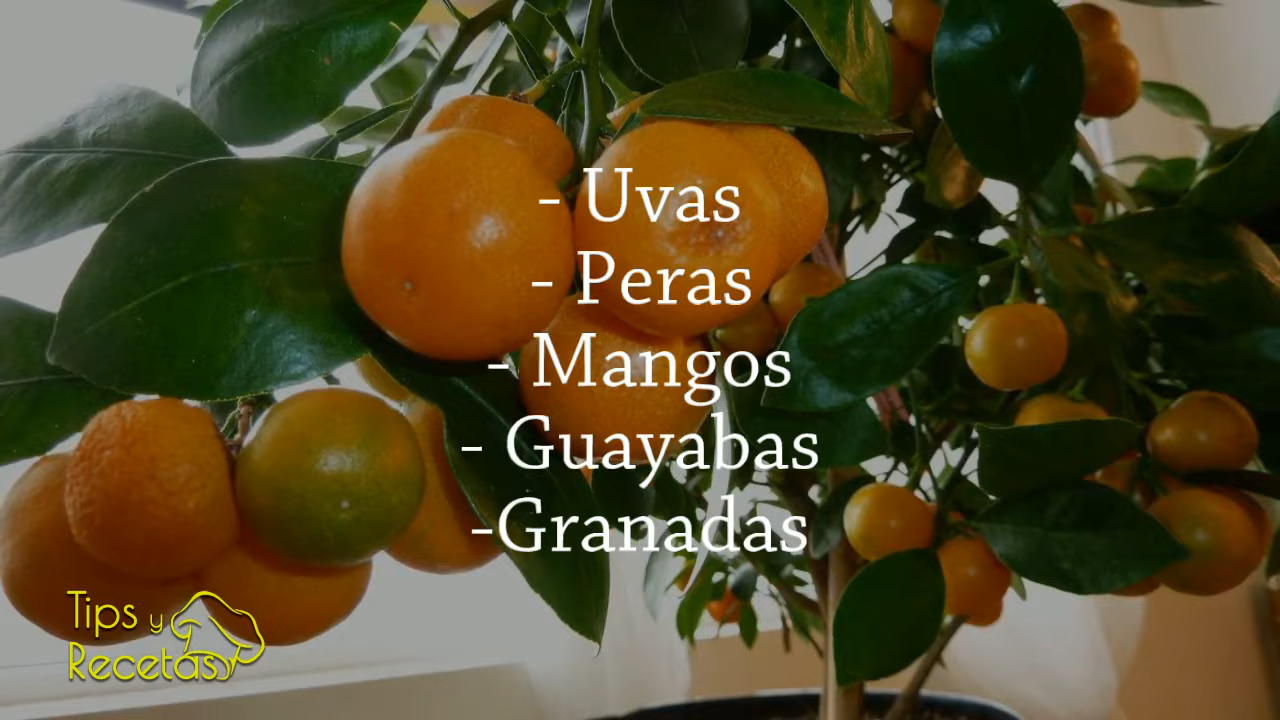 - Uvas
- Peras
- Mangos
- Guayabas
-Granadas
Tips y
Recetas